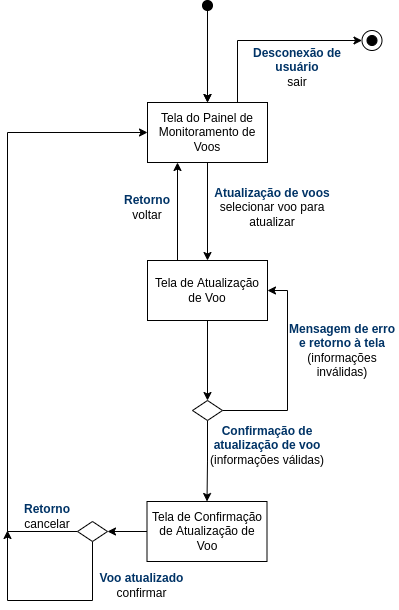 Desconexão de
usuário
sair
Tela do Painel de
Monitoramento de
Voos
Retorno
voltar
Atualização de voos
selecionar voo para
atualizar
Tela de Atualização
de Voo
Mensagem de erro
e retorno à tela
(informações
inválidas)
Confirmação de
atualização de voo
(informações válidas)
Tela de Confirmação
de Atualização de
Voo
Retorno
cancelar
Voo atualizado
confirmar